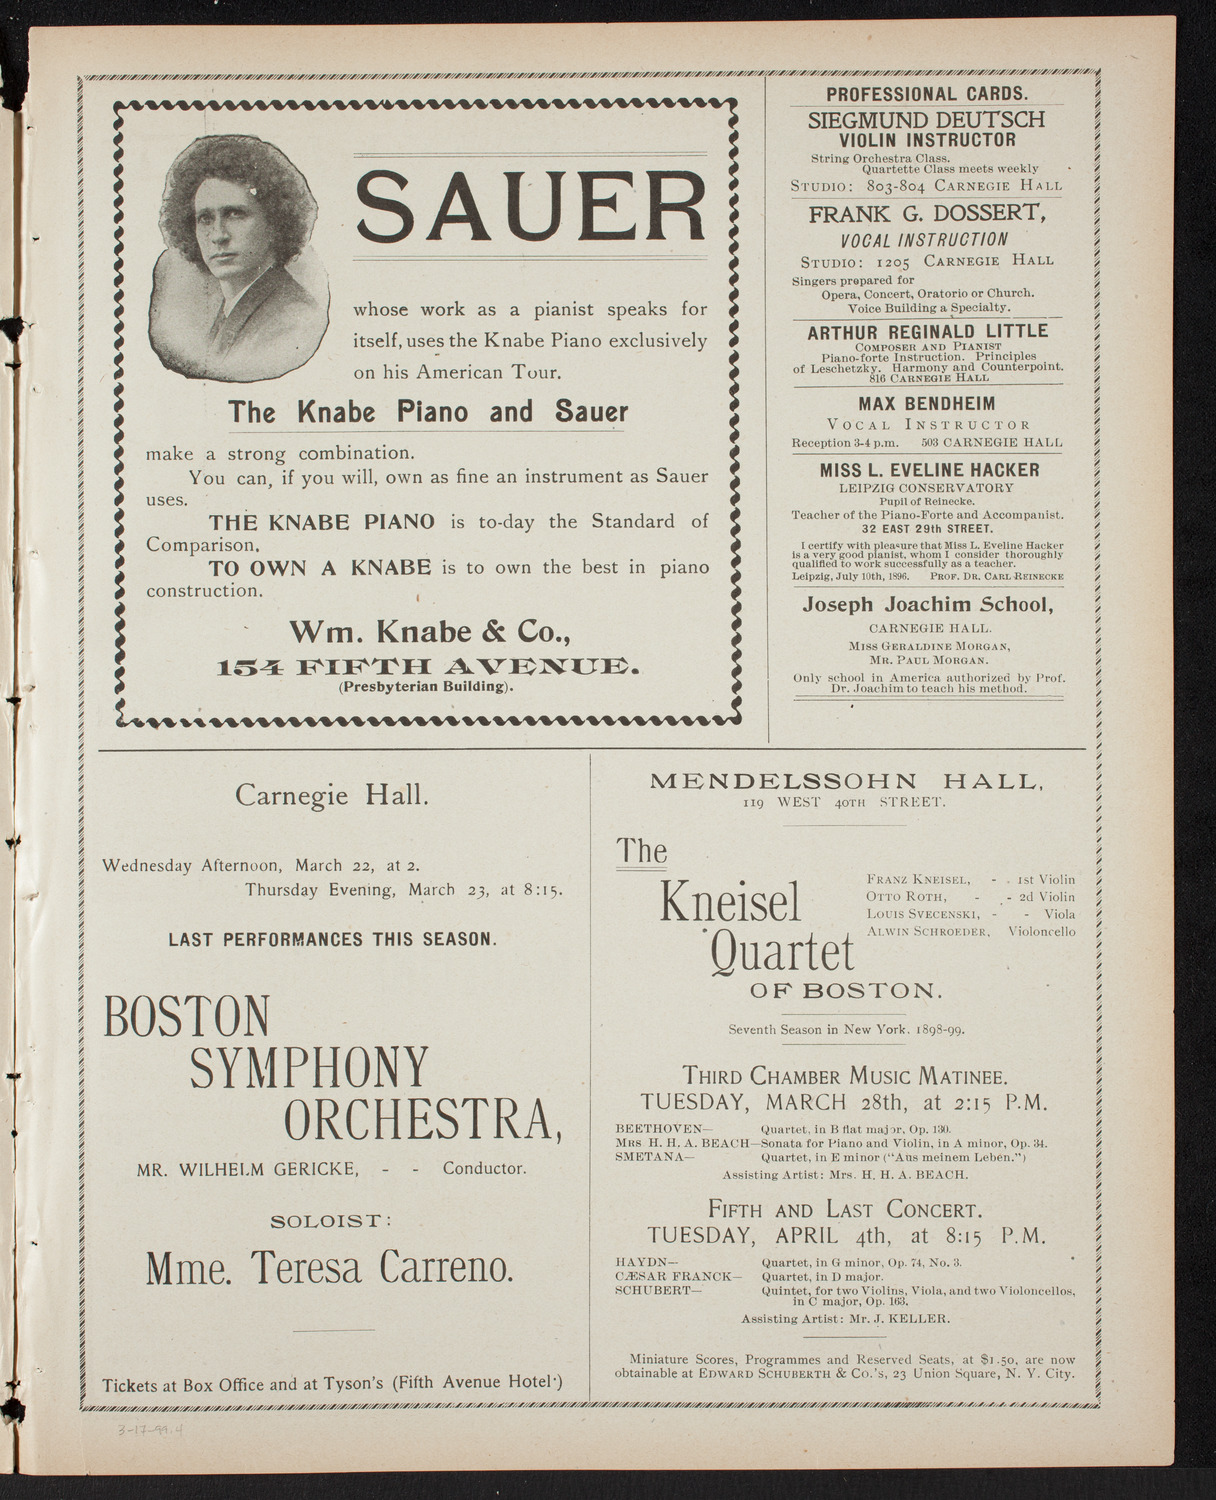 SAUER
whose work as a pianist speaks for
itself, uses the Knabe Piano exclusively
on his American Tour.
The Knabe Piano and Sauer
make a strong combination.
You can, if you will, own as fine an instrument as Sauer
uses.
THE KNABE PIANO is to-day the Standard of
Comparison.
TO OWN A KNABE is to own the best in piano
construction.
Wm. Knabe & Co.,
154 FIFTH AVENUE.
(Presbyterian Building).
PROFESSIONAL CARDS.
SIEGMUND DEUTSCH
VIOLIN INSTRUCTOR
String Orchestra Class.
Quartette Class meets weekly
STUDIO: 803-804 CARNEGIE HALL
FRANK G. DOSSERT,
VOCAL INSTRUCTION
STUDIO: 1205 CARNEGIE HALL
Singers prepared for
Opera, Concert, Oratorio or Church.
Voice Building a Specialty.
ARTHUR REGINALD LITTLE
COMPOSER AND PIANIST
Piano-forte Instruction. Principles
of Leschetzky. Harmony and Counterpoint.
816 CARNEGIE HALL
MAX BENDHEIM
VOCAL INSTRUCTOR
Reception 3-4 p.m. 503 CARNEGIE HALL
MISS L. EVELINE HACKER
LEIPZIG CONSERVATORY
Pupil of Reinecke.
Teacher of the Piano-Forte and Accompanist.
32 EAST 29th STREET.
I certify with pleasure that Miss L. Eveline Hacker
is a very good pianist, whom I consider thoroughly
qualified to work successfully as a teacher.
Leipzig, July 10th, 1896. PROF. DR. CARL REINECKE
Joseph Joachim School,
CARNEGIE HALL.
MISS GERALDINE MORGAN,
MR. PAUL MORGAN.
Only school in America authorized by Prof.
Dr. Joachim to teach his method.
Carnegie Hall.
Wednesday Afternoon, March 22, at 2.
Thursday Evening, March 23, at 8:15.
LAST PERFORMANCES THIS SEASON.
BOSTON
SYMPHONY
ORCHESTRA,
MR. WILHELM GERICKE, - - Conductor.
SOLOIST:
Mme. Teresa Carreno.
Tickets at Box Office and at Tyson's (Fifth Avenue Hotel·)
MENDELSSOHN HALL,
119 WEST 40TH STREET.
The
Kneisel
Quartet
OF BOSTON.
FRANZ KNEISEL, - - 1st Violin
OTTO ROTH, - - 2d Violin
LOUIS SVECENSKI, - - Viola
ALWIN SCHROEDER, Violoncello
Seventh Season in New York, 1898-99.
THIRD CHAMBER MUSIC MATINEE.
TUESDAY, MARCH 28th, at 2:15 P.M.
BEETHOVEN— Quartet, in B flat major, Op. 130.
MRS H. H. A. BEACH—Sonata for Piano and Violin, in A minor, Op. 34.
SMETANA— Quartet, in E minor ("Aus meinem Leben.")
Assisting Artist: Mrs. H. H. A. BEACH.
FIFTH AND LAST CONCERT.
TUESDAY, APRIL 4th, at 8:15 P.M.
HAYDN— Quartet, in G minor, Op. 74, No. 3.
CÆSAR FRANCK— Quartet, in D major.
SCHUBERT— Quintet, for two Violins, Viola, and two Violoncellos,
in C major, Op. 163.
Assisting Artist: Mr. J. KELLER.
Miniature Scores, Programmes and Reserved Seats, at $1.50, are now
obtainable at EDWARD SCHUBERTH & CO.'S, 23 Union Square, N. Y. City.
3-17-99.4